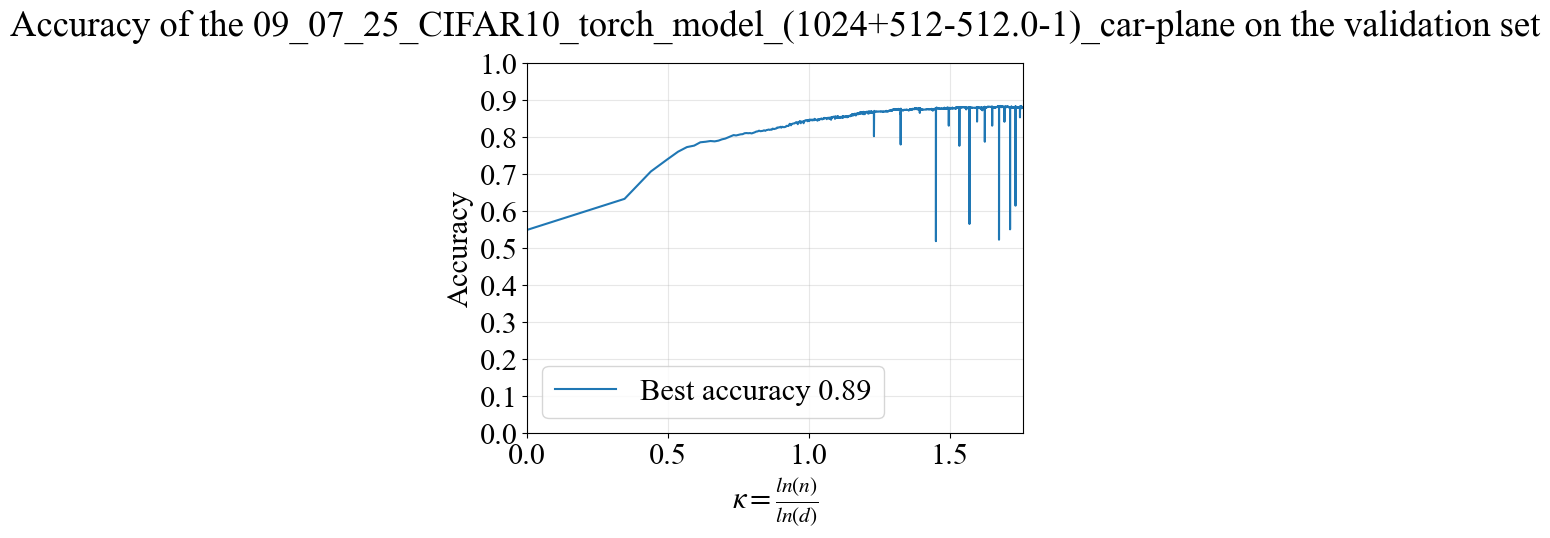 Accuracy of the 09_07_25_CIFAR10_torch_model_(1024+512-512.0-1)_car-plane on the validation set
1.0
0.9
0.8
0.7
0.6
0.5
0.4
0.3
0.2
0.1
0.0
Accuracy
Best accuracy 0.89
0.0 0.5 1.0 1.5
κ = ln(n) / ln(d)